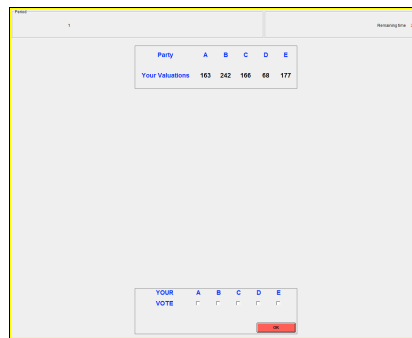 Period
1
Remaining time
Party A B C D E
Your Valuations 163 242 166 68 177
YOUR A B C D E
VOTE
OK